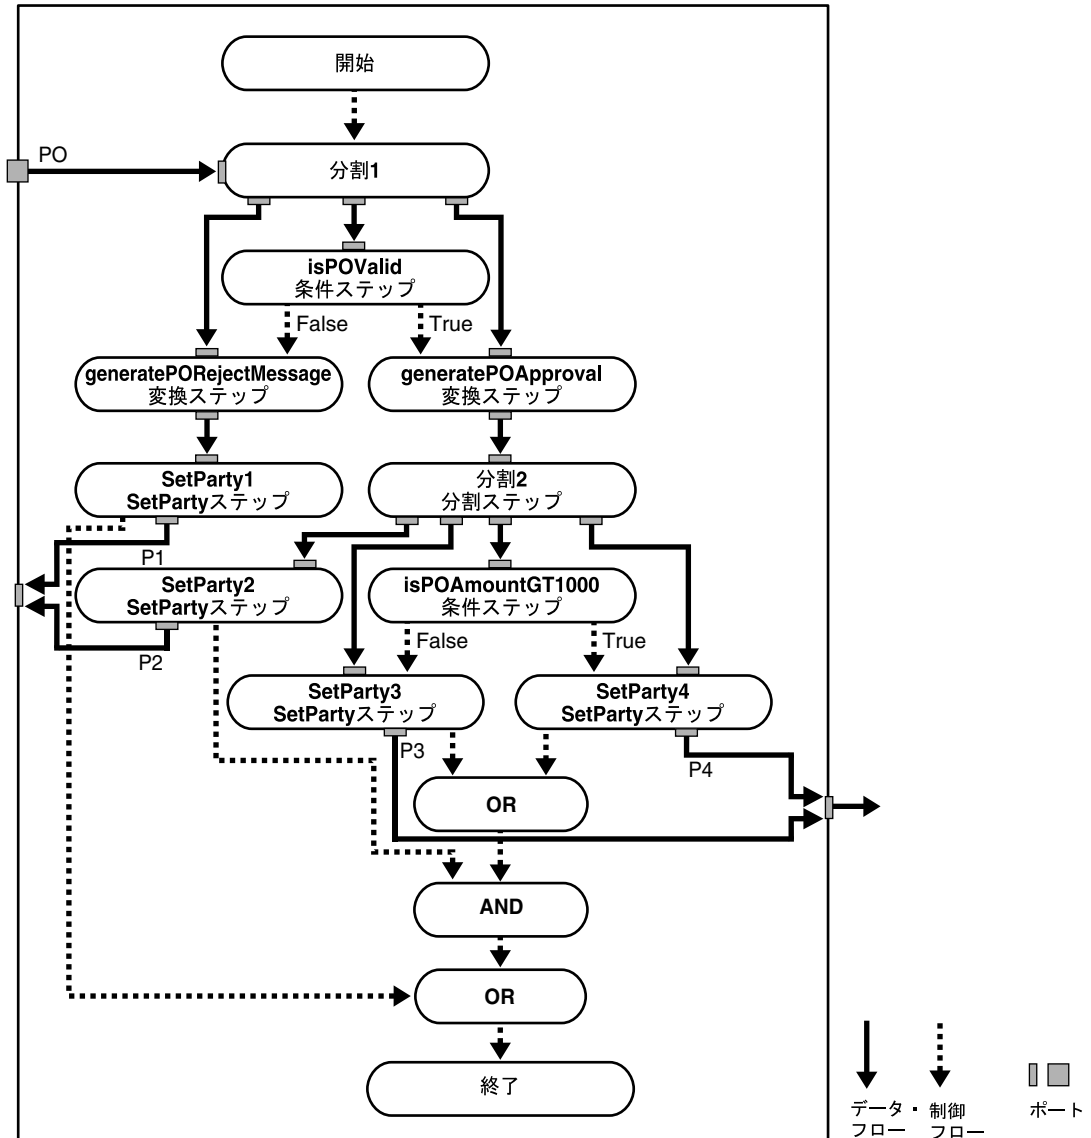 開始
PO
分割1
isPOValid
条件ステップ
False
True
generatePORejectMessage
変換ステップ
generatePOApproval
変換ステップ
SetParty1
SetPartyステップ
分割2
分割ステップ
P1
SetParty2
SetPartyステップ
isPOAmountGT1000
条件ステップ
P2
False
True
SetParty3
SetPartyステップ
SetParty4
SetPartyステップ
P3
P4
OR
AND
OR
終了
データ・
フロー
制御
フロー
ポート